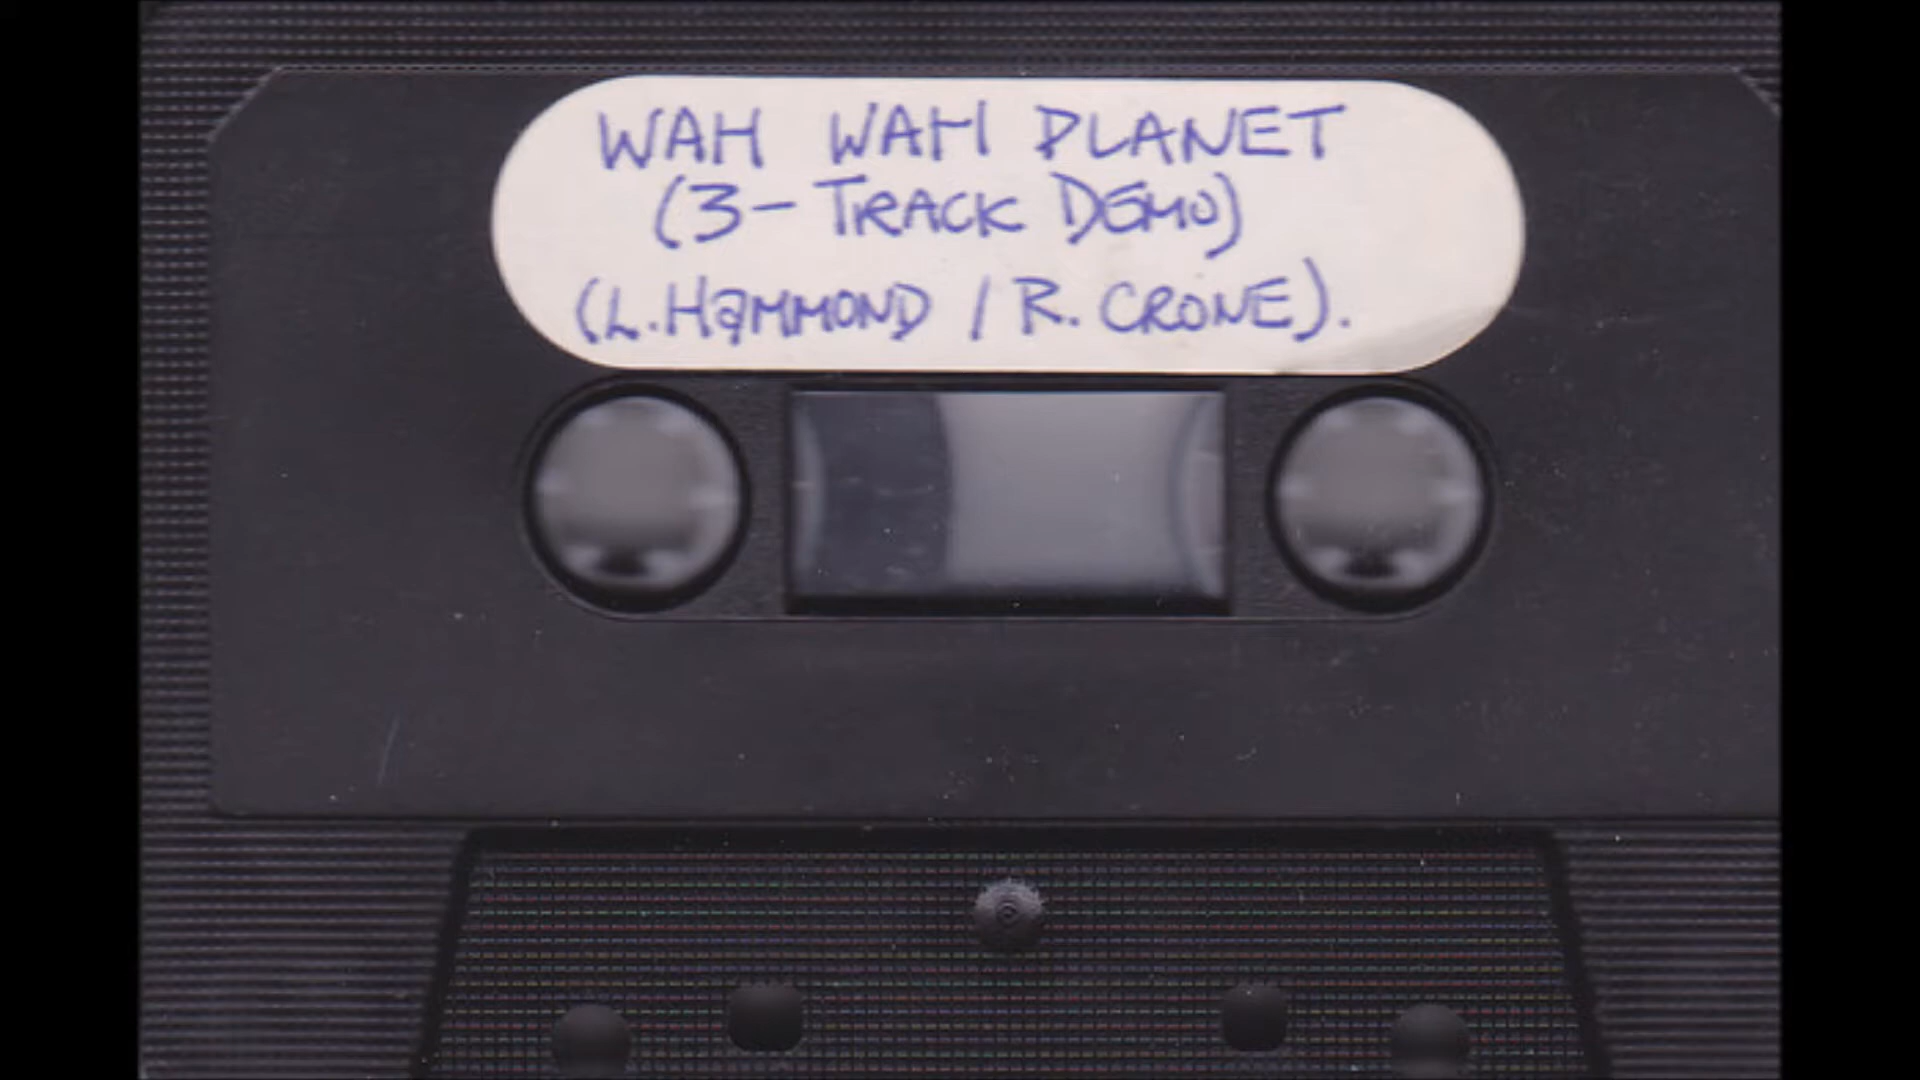 WAH WAH PLANET
(3-TRACK DEMO)
(L. HAMMOND / R. CRONE).